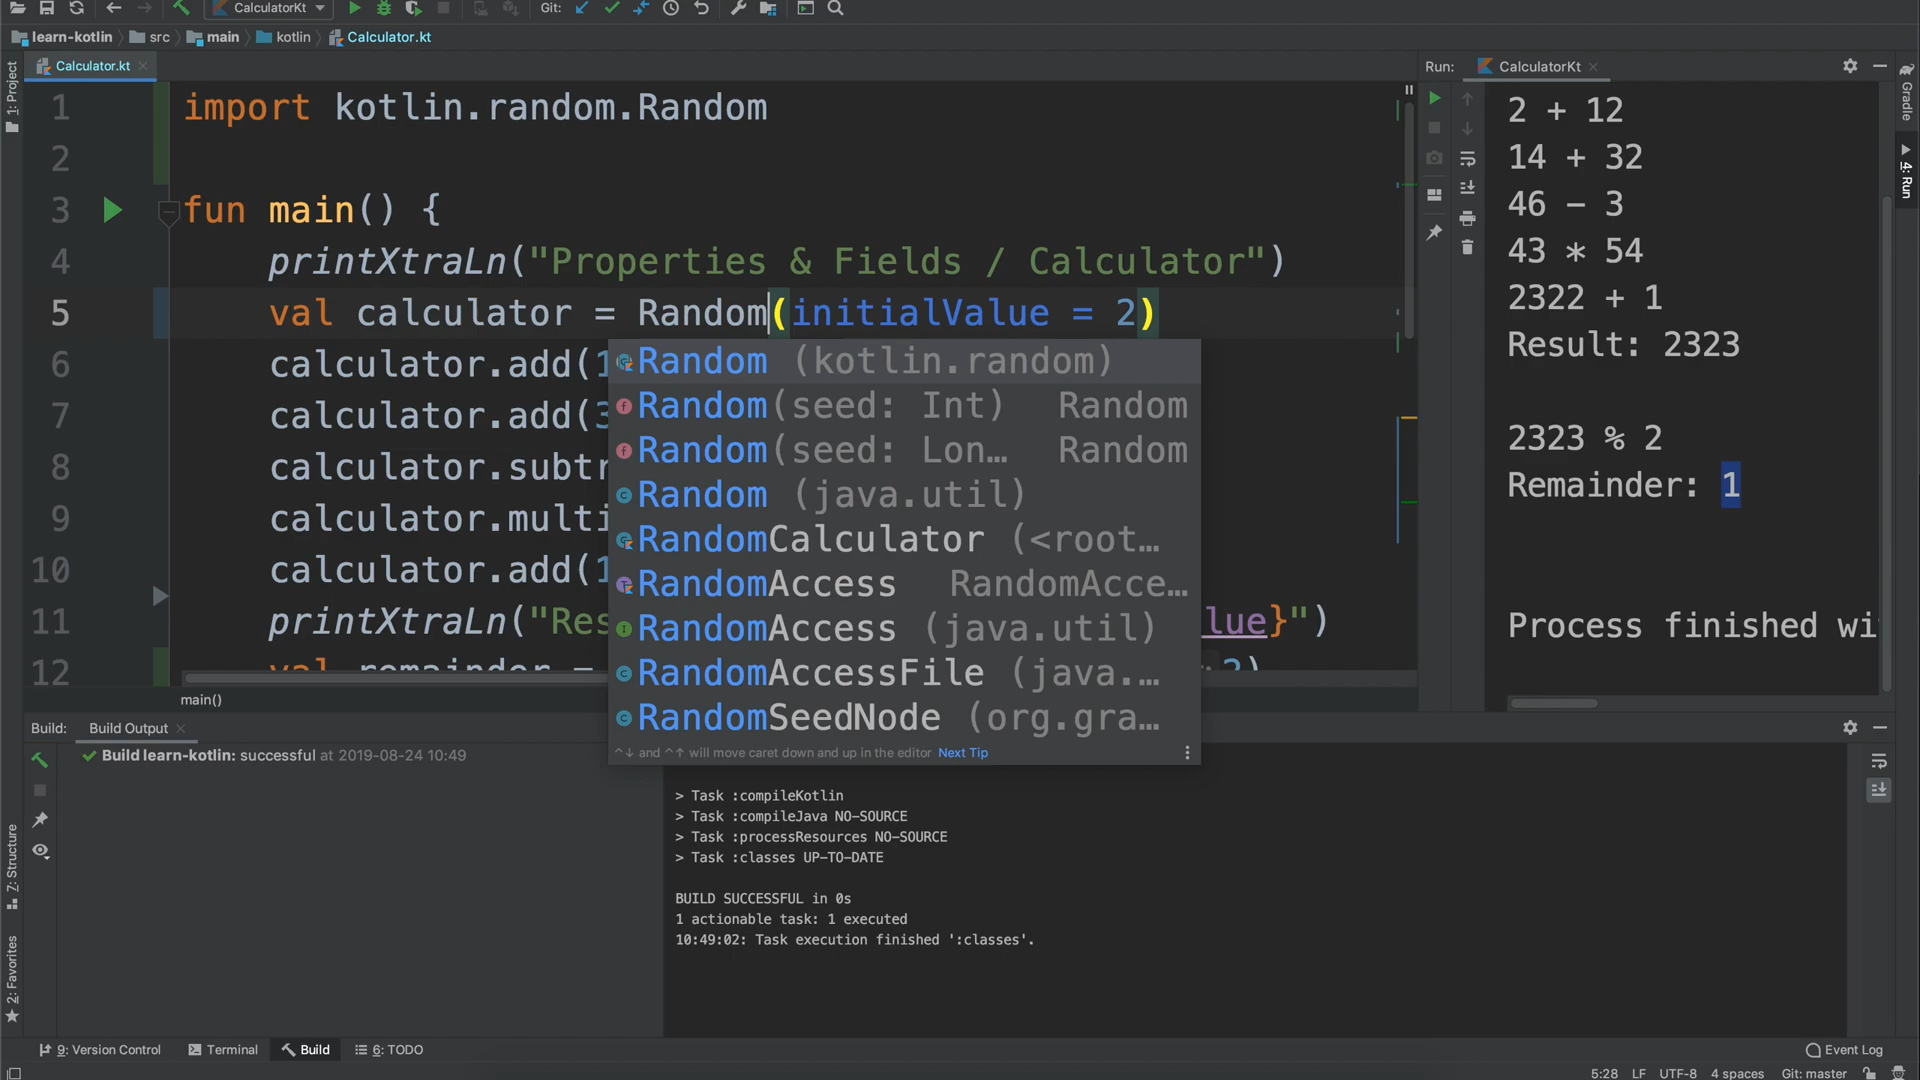 CalculatorKt
Git:
learn-kotlin
src
main
kotlin
Calculator.kt
1: Project
Calculator.kt
1 import kotlin.random.Random
2
3 fun main() {
4 printXtraLn("Properties & Fields / Calculator")
5 val calculator = Random(initialValue = 2)
6 calculator.add(1
7 calculator.add(3
8 calculator.subtr
9 calculator.multi
10 calculator.add(1
11 printXtraLn("Res lue}")
12 val remainder = 2)
Random (kotlin.random)
Random(seed: Int) Random
Random(seed: Lon… Random
Random (java.util)
RandomCalculator (<root…
RandomAccess RandomAcce…
RandomAccess (java.util)
RandomAccessFile (java.…
RandomSeedNode (org.gra…
^↓ and ^↑ will move caret down and up in the editor Next Tip
main()
Run:
CalculatorKt
2 + 12
14 + 32
46 - 3
43 * 54
2322 + 1
Result: 2323
2323 % 2
Remainder: 1
Process finished wi
Gradle
4: Run
Build:
Build Output
Build learn-kotlin: successful at 2019-08-24 10:49
> Task :compileKotlin
> Task :compileJava NO-SOURCE
> Task :processResources NO-SOURCE
> Task :classes UP-TO-DATE
BUILD SUCCESSFUL in 0s
1 actionable task: 1 executed
10:49:02: Task execution finished ':classes'.
Z: Structure
2: Favorites
9: Version Control
Terminal
Build
6: TODO
Event Log
5:28
LF
UTF-8
4 spaces
Git: master